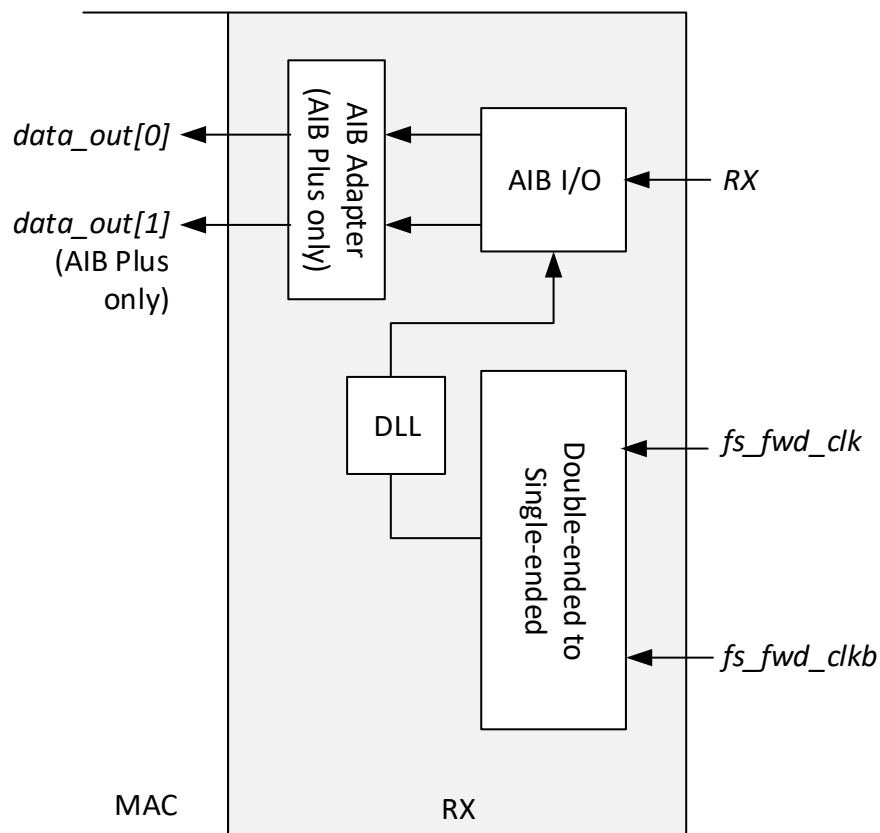 AIB Adapter
(AIB Plus only)
data_out[0]
AIB I/O
RX
data_out[1]
(AIB Plus
only)
DLL
Double-ended to
Single-ended
fs_fwd_clk
fs_fwd_clkb
MAC
RX